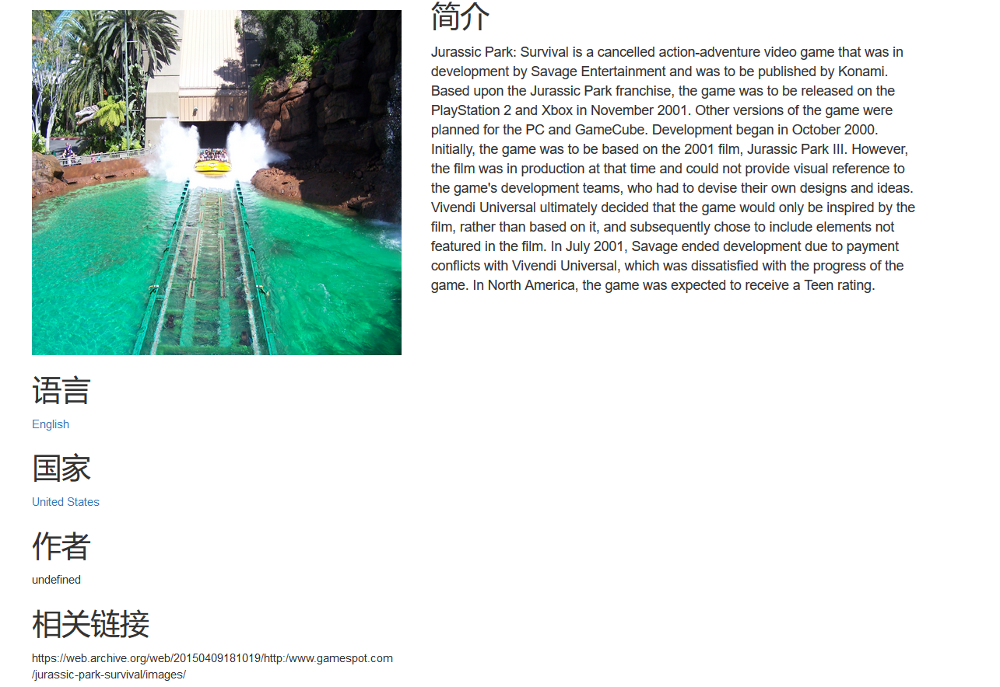 简介
Jurassic Park: Survival is a cancelled action-adventure video game that was in
development by Savage Entertainment and was to be published by Konami.
Based upon the Jurassic Park franchise, the game was to be released on the
PlayStation 2 and Xbox in November 2001. Other versions of the game were
planned for the PC and GameCube. Development began in October 2000.
Initially, the game was to be based on the 2001 film, Jurassic Park III. However,
the film was in production at that time and could not provide visual reference to
the game's development teams, who had to devise their own designs and ideas.
Vivendi Universal ultimately decided that the game would only be inspired by the
film, rather than based on it, and subsequently chose to include elements not
featured in the film. In July 2001, Savage ended development due to payment
conflicts with Vivendi Universal, which was dissatisfied with the progress of the
game. In North America, the game was expected to receive a Teen rating.
语言
English
国家
United States
作者
undefined
相关链接
https://web.archive.org/web/20150409181019/http:/www.gamespot.com
/jurassic-park-survival/images/